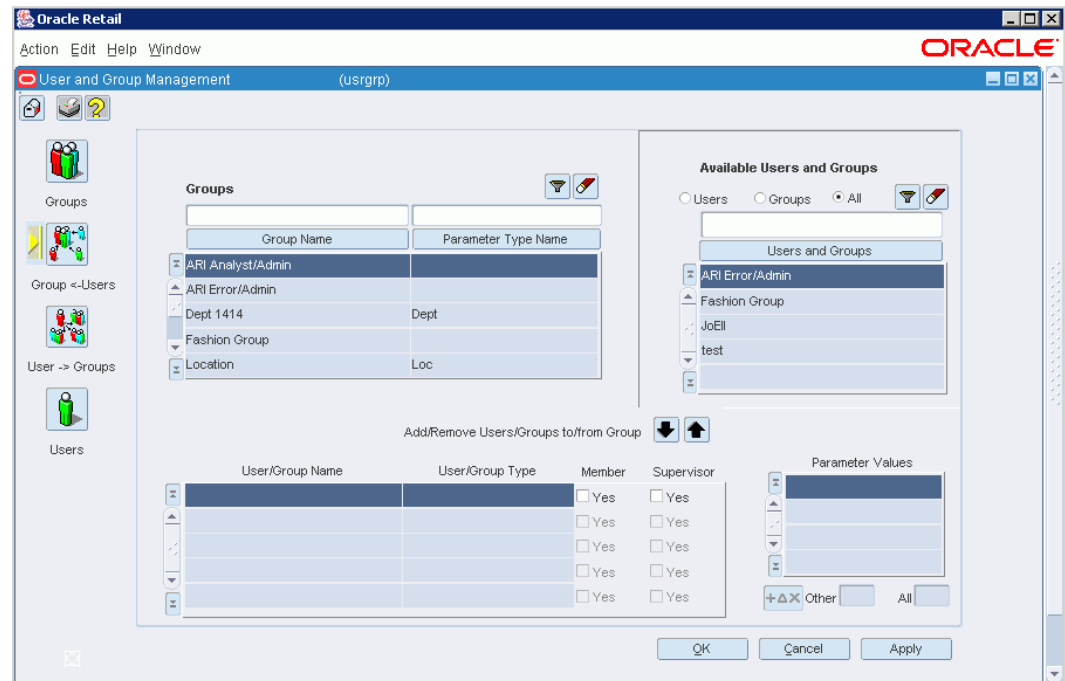 Oracle Retail
Action Edit Help Window
ORACLE
User and Group Management (usrgrp)
Groups
Group <-Users
User -> Groups
Users
Groups
Group Name Parameter Type Name
ARI Analyst/Admin
ARI Error/Admin
Dept 1414 Dept
Fashion Group
Location Loc
Available Users and Groups
Users Groups All
Users and Groups
ARI Error/Admin
Fashion Group
JoEll
test
Add/Remove Users/Groups to/from Group
User/Group Name User/Group Type Member Supervisor
Yes Yes
Yes Yes
Yes Yes
Yes Yes
Yes Yes
Parameter Values
Other All
OK Cancel Apply